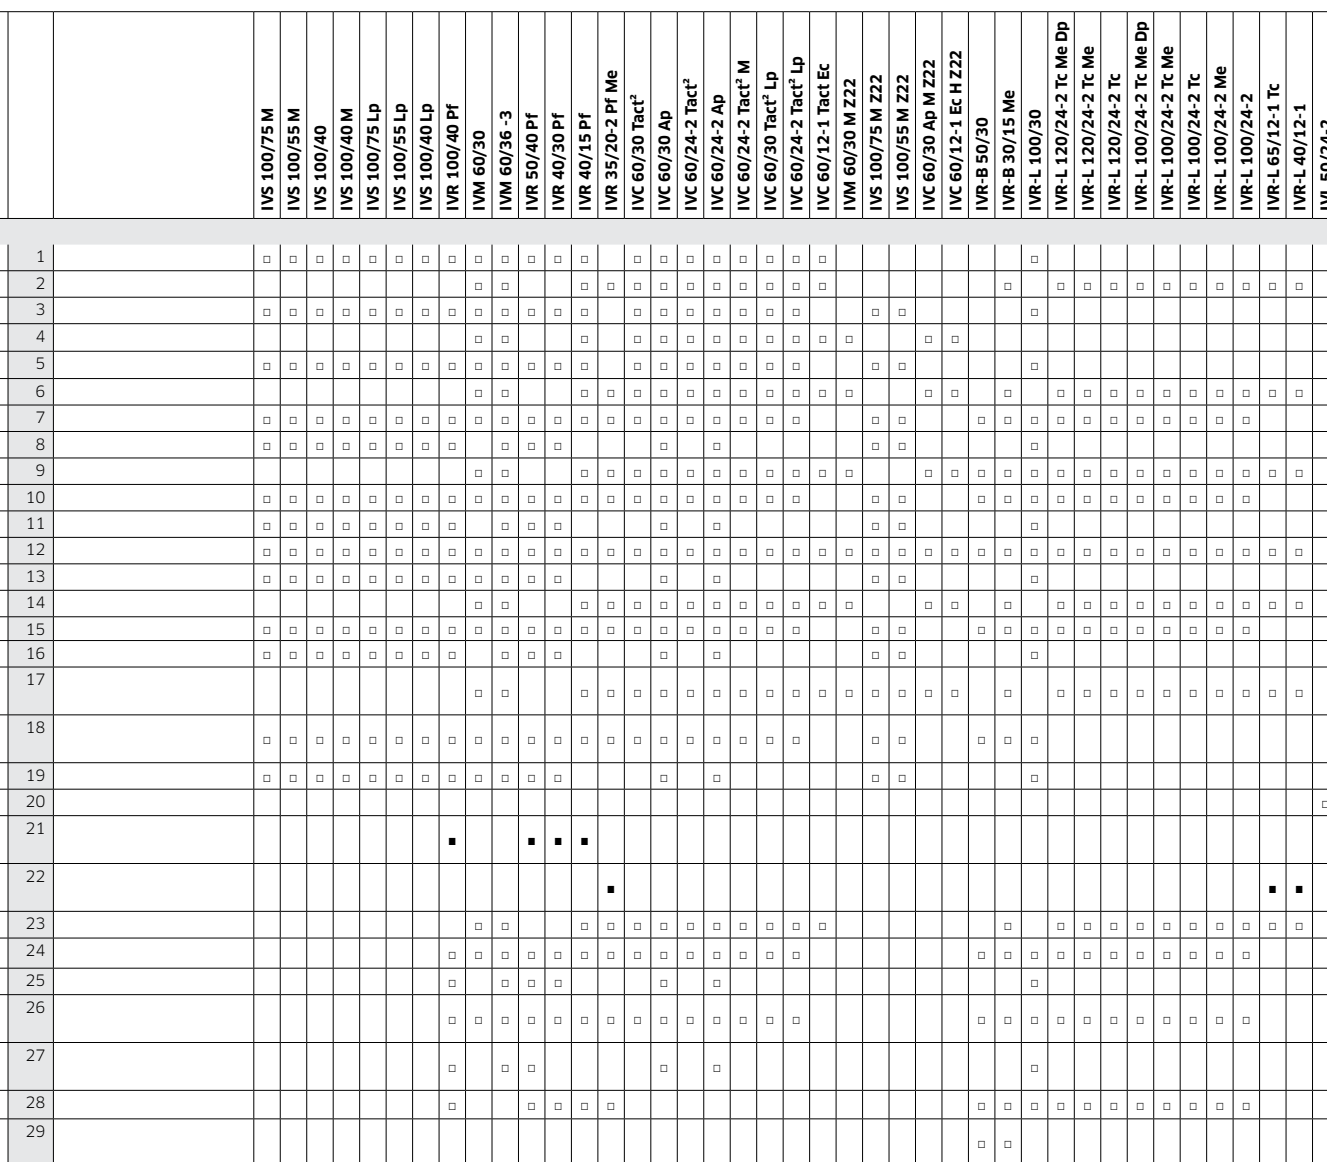 IVS 100/75 M
IVS 100/55 M
IVS 100/40
IVS 100/40 M
IVS 100/75 Lp
IVS 100/55 Lp
IVS 100/40 Lp
IVR 100/40 Pf
IVM 60/30
IVM 60/36 -3
IVR 50/40 Pf
IVR 40/30 Pf
IVR 40/15 Pf
IVR 35/20-2 Pf Me
IVC 60/30 Tact²
IVC 60/30 Ap
IVC 60/24-2 Tact²
IVC 60/24-2 Ap
IVC 60/24-2 Tact² M
IVC 60/30 Tact² Lp
IVC 60/24-2 Tact² Lp
IVC 60/12-1 Tact Ec
IVM 60/30 M Z22
IVS 100/75 M Z22
IVS 100/55 M Z22
IVC 60/30 Ap M Z22
IVC 60/12-1 Ec H Z22
IVR-B 50/30
IVR-B 30/15 Me
IVR-L 100/30
IVR-L 120/24-2 Tc Me Dp
IVR-L 120/24-2 Tc Me
IVR-L 120/24-2 Tc
IVR-L 100/24-2 Tc Me Dp
IVR-L 100/24-2 Tc Me
IVR-L 100/24-2 Tc
IVR-L 100/24-2 Me
IVR-L 100/24-2
IVR-L 65/12-1 Tc
IVR-L 40/12-1
1
2
3
4
5
6
7
8
9
10
11
12
13
14
15
16
17
18
19
20
21
22
23
24
25
26
27
28
29